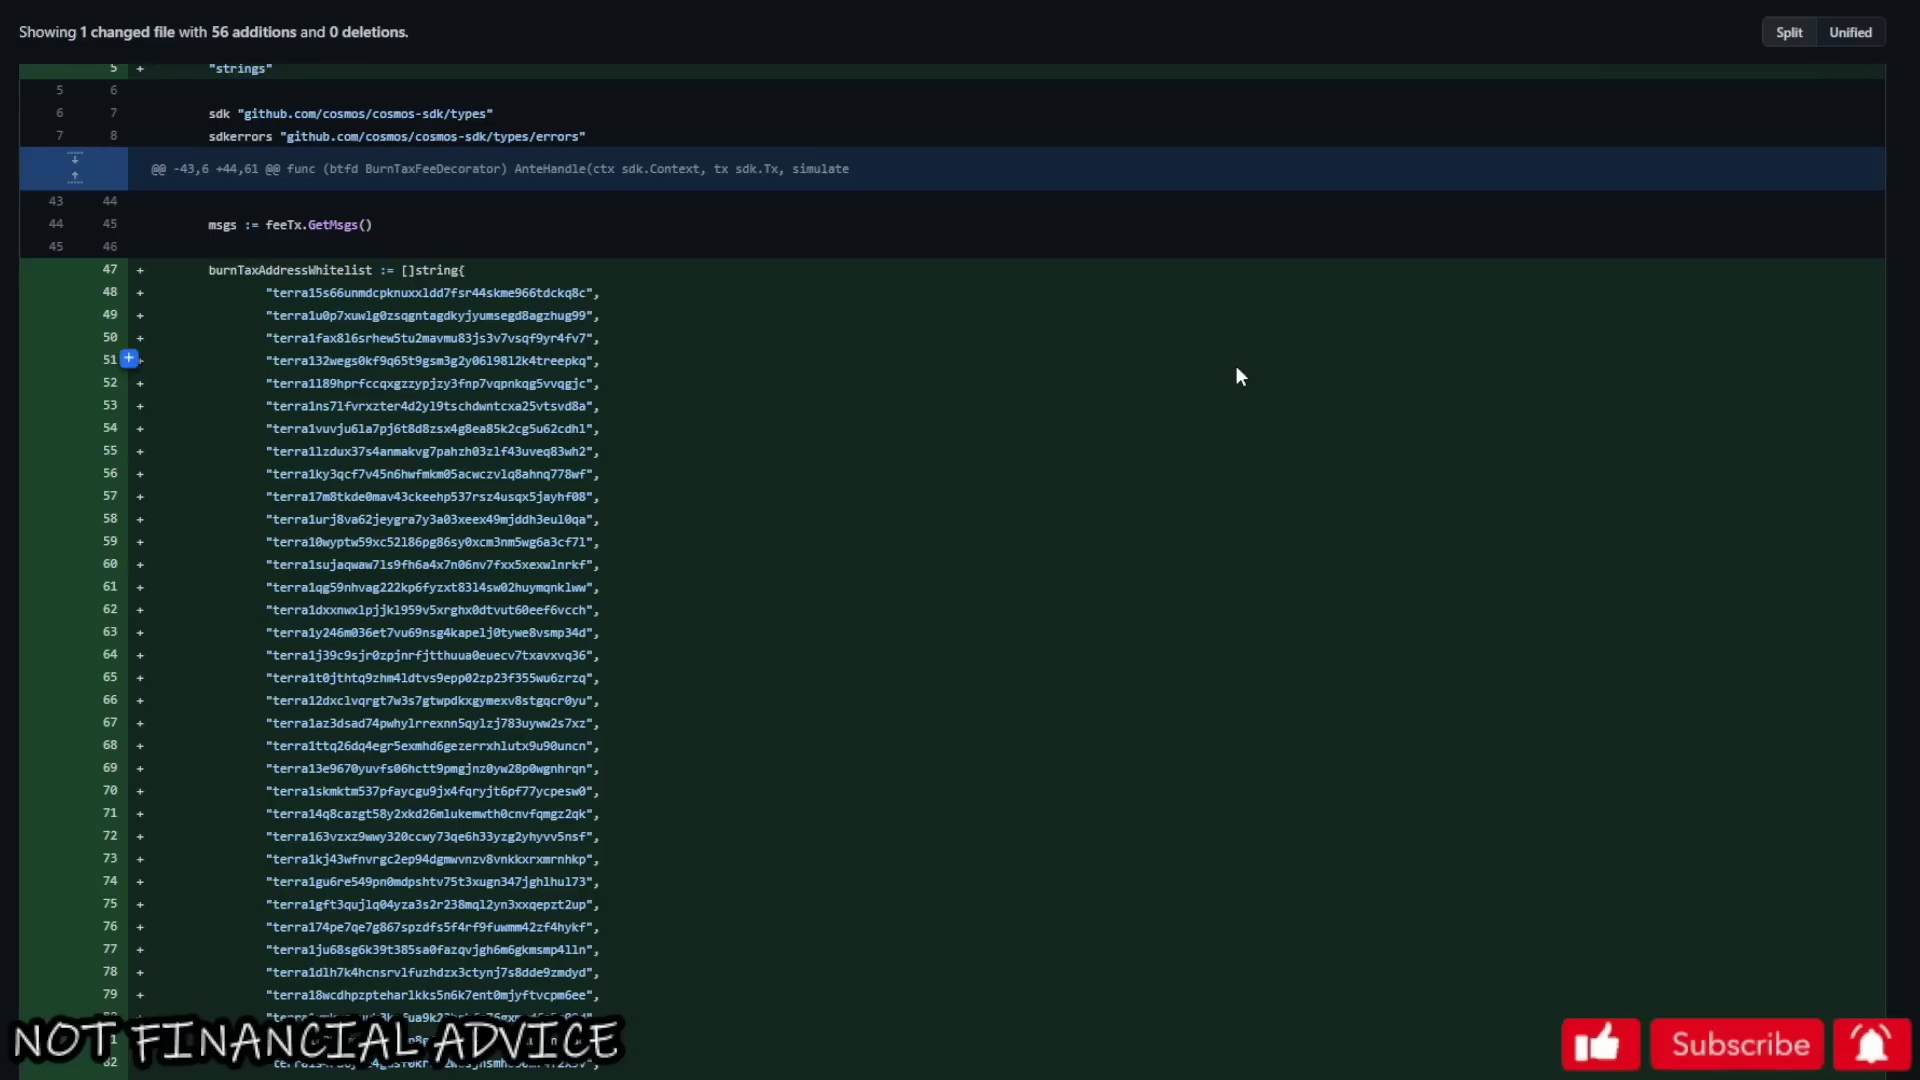 Showing 1 changed file with 56 additions and 0 deletions.
Split Unified
5 + "strings"
5 6
6 7 sdk "github.com/cosmos/cosmos-sdk/types"
7 8 sdkerrors "github.com/cosmos/cosmos-sdk/types/errors"
@@ -43,6 +44,61 @@ func (btfd BurnTaxFeeDecorator) AnteHandle(ctx sdk.Context, tx sdk.Tx, simulate
43 44
44 45 msgs := feeTx.GetMsgs()
45 46
47 + burnTaxAddressWhitelist := []string{
48 + "terra15s66unmdcpknuxxldd7fsr44skme966tdckq8c",
49 + "terra1u0p7xuwlg0zsqgntagdkyjyumsegd8agzhug99",
50 + "terra1fax8l6srhew5tu2mavmu83js3v7vsqf9yr4fv7",
51 + "terra132wegs0kf9q65t9gsm3g2y06l98l2k4treepkq",
52 + "terra1l89hprfccqxgzzypjzy3fnp7vqpnkqg5vvqgjc",
53 + "terra1ns7lfvrxzter4d2yl9tschdwntcxa25vtsvd8a",
54 + "terra1vuvju6la7pj6t8d8zsx4g8ea85k2cg5u62cdhl",
55 + "terra1lzdux37s4anmakvg7pahzh03zlf43uveq83wh2",
56 + "terra1ky3qcf7v45n6hwfmkm05acwczvlq8ahnq778wf",
57 + "terra17m8tkde0mav43ckeehp537rsz4usqx5jayhf08",
58 + "terra1urj8va62jeygra7y3a03xeex49mjddh3eul0qa",
59 + "terra10wyptw59xc52l86pg86sy0xcm3nm5wg6a3cf7l",
60 + "terra1sujaqwaw7ls9fh6a4x7n06nv7fxx5xexwlnrkf",
61 + "terra1qg59nhvag222kp6fyzxt83l4sw02huymqnklww",
62 + "terra1dxxnwxlpjjkl959v5xrghx0dtvut60eef6vcch",
63 + "terra1y246m036et7vu69nsg4kapelj0tywe8vsmp34d",
64 + "terra1j39c9sjr0zpjnrfjtthuua0euecv7txavxvq36",
65 + "terra1t0jthtq9zhm4ldtvs9epp02zp23f355wu6zrzq",
66 + "terra12dxclvqrgt7w3s7gtwpdkxgymexv8stgqcr0yu",
67 + "terra1az3dsad74pwhylrrexnn5qylzj783uyww2s7xz",
68 + "terra1ttq26dq4egr5exmhd6gezerrxhlutx9u90uncn",
69 + "terra13e9670yuvfs06hctt9pmgjnz0yw28p0wgnhrqn",
70 + "terra1skmktm537pfaycgu9jx4fqryjt6pf77ycpesw0",
71 + "terra14q8cazgt58y2xkd26mlukemwth0cnvfqmgz2qk",
72 + "terra163vzxz9wwy320ccwy73qe6h33yzg2yhyvv5nsf",
73 + "terra1kj43wfnvrgc2ep94dgmwvnzv8vnkkxrxmrnhkp",
74 + "terra1gu6re549pn0mdpshtv75t3xugn347jghlhul73",
75 + "terra1gft3qujlq04yza3s2r238mql2yn3xxqepzt2up",
76 + "terra174pe7qe7g867spzdfs5f4rf9fuwmm42zf4hykf",
77 + "terra1ju68sg6k39t385sa0fazqvjgh6m6gkmsmp4lln",
78 + "terra1dlh7k4hcnsrvlfuzhdzx3ctynj7s8dde9zmdyd",
79 + "terra18wcdhpzpteharlkks5n6k7ent0mjyftvcpm6ee",
NOT FINANCIAL ADVICE
Subscribe